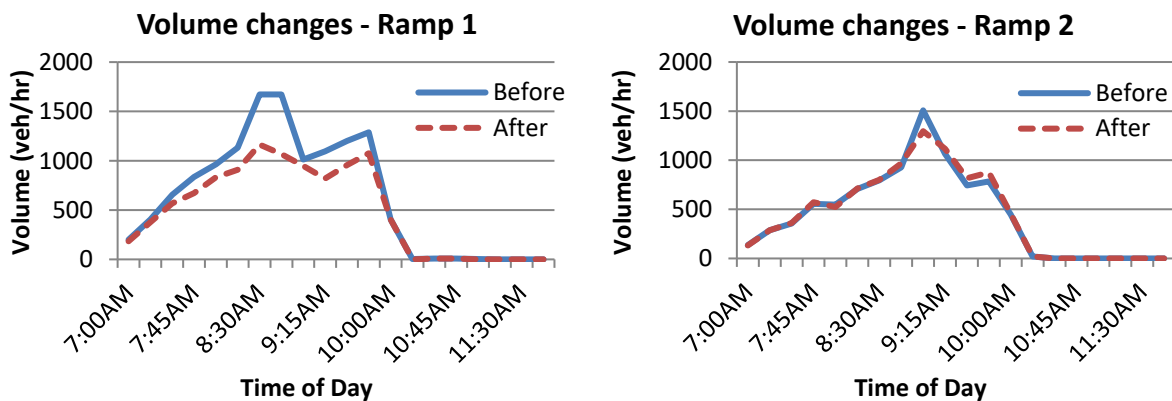 Volume changes - Ramp 1
Volume (veh/hr)
2000
1500
1000
500
0
Before
After
7:00AM
7:45AM
8:30AM
9:15AM
10:00AM
10:45AM
11:30AM
Time of Day
Volume changes - Ramp 2
Volume (veh/hr)
2000
1500
1000
500
0
Before
After
7:00AM
7:45AM
8:30AM
9:15AM
10:00AM
10:45AM
11:30AM
Time of Day